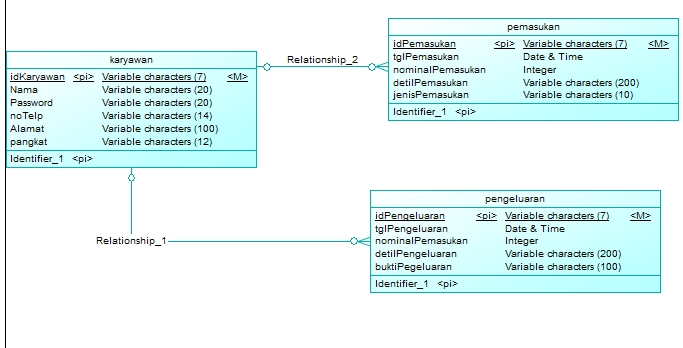 karyawan
idKaryawan <pi> Variable characters (7) <M>
Nama Variable characters (20)
Password Variable characters (20)
noTelp Variable characters (14)
Alamat Variable characters (100)
pangkat Variable characters (12)
Identifier_1 <pi>
Relationship_2
pemasukan
idPemasukan <pi> Variable characters (7) <M>
tglPemasukan Date & Time
nominalPemasukan Integer
detilPemasukan Variable characters (200)
jenisPemasukan Variable characters (10)
Identifier_1 <pi>
Relationship_1
pengeluaran
idPengeluaran <pi> Variable characters (7) <M>
tglPengeluaran Date & Time
nominalPemasukan Integer
detilPengeluaran Variable characters (200)
buktiPegeluaran Variable characters (100)
Identifier_1 <pi>